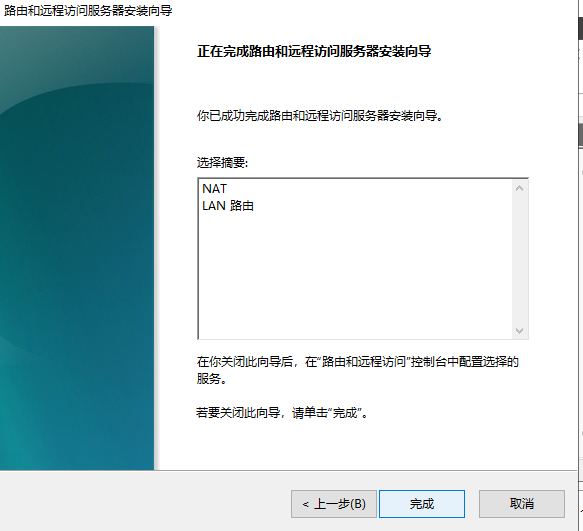 路由和远程访问服务器安装向导
正在完成路由和远程访问服务器安装向导
你已成功完成路由和远程访问服务器安装向导。
选择摘要:
NAT
LAN 路由
在你关闭此向导后，在“路由和远程访问”控制台中配置选择的
服务。
若要关闭此向导，请单击“完成”。
< 上一步(B) 完成 取消